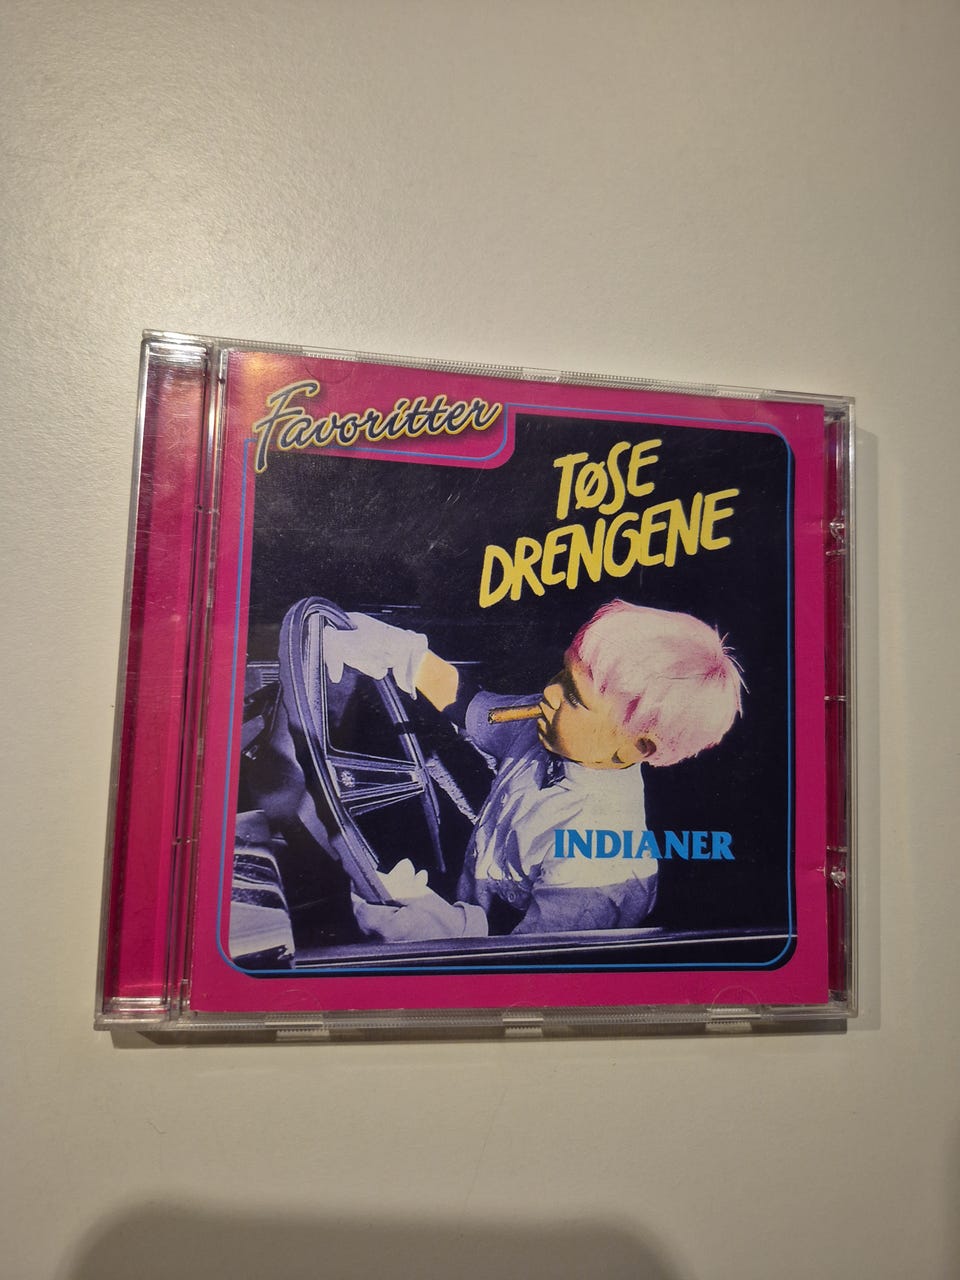 Favoritter
TØSE
DRENGENE
INDIANER